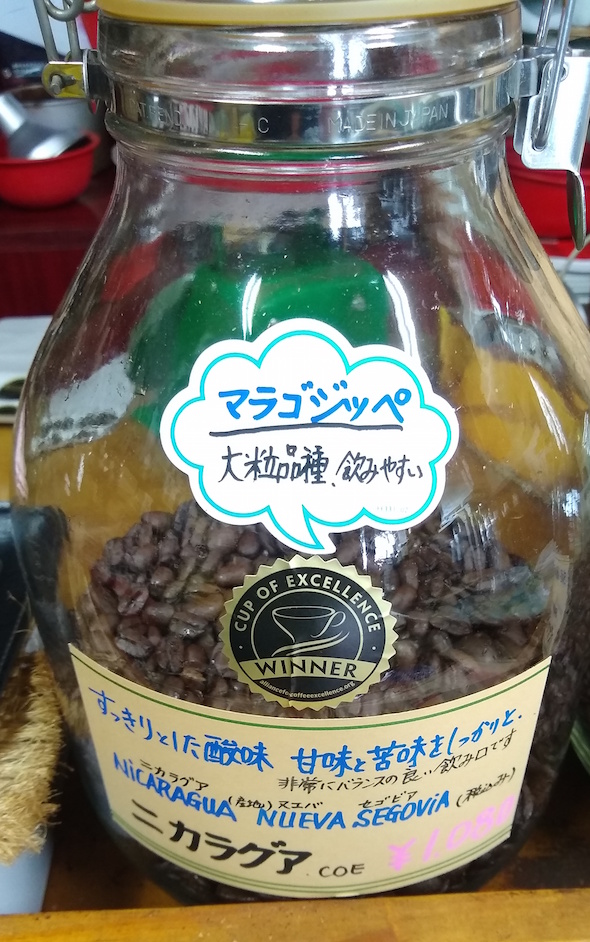 MADE IN JAPAN
マラゴジッペ
大粒品種、飲みやすい
CUP OF EXCELLENCE
WINNER
allianceforcoffeeexcellence.org
すっきりとした酸味 甘味と苦味をしっかりと.
非常にバランスの良い飲み口です
ニカラグア (産地) ヌエバ セゴビア
NiCARAGUA NUEVA SEGOViA (税込み)
ニカラグア COE ¥1,080